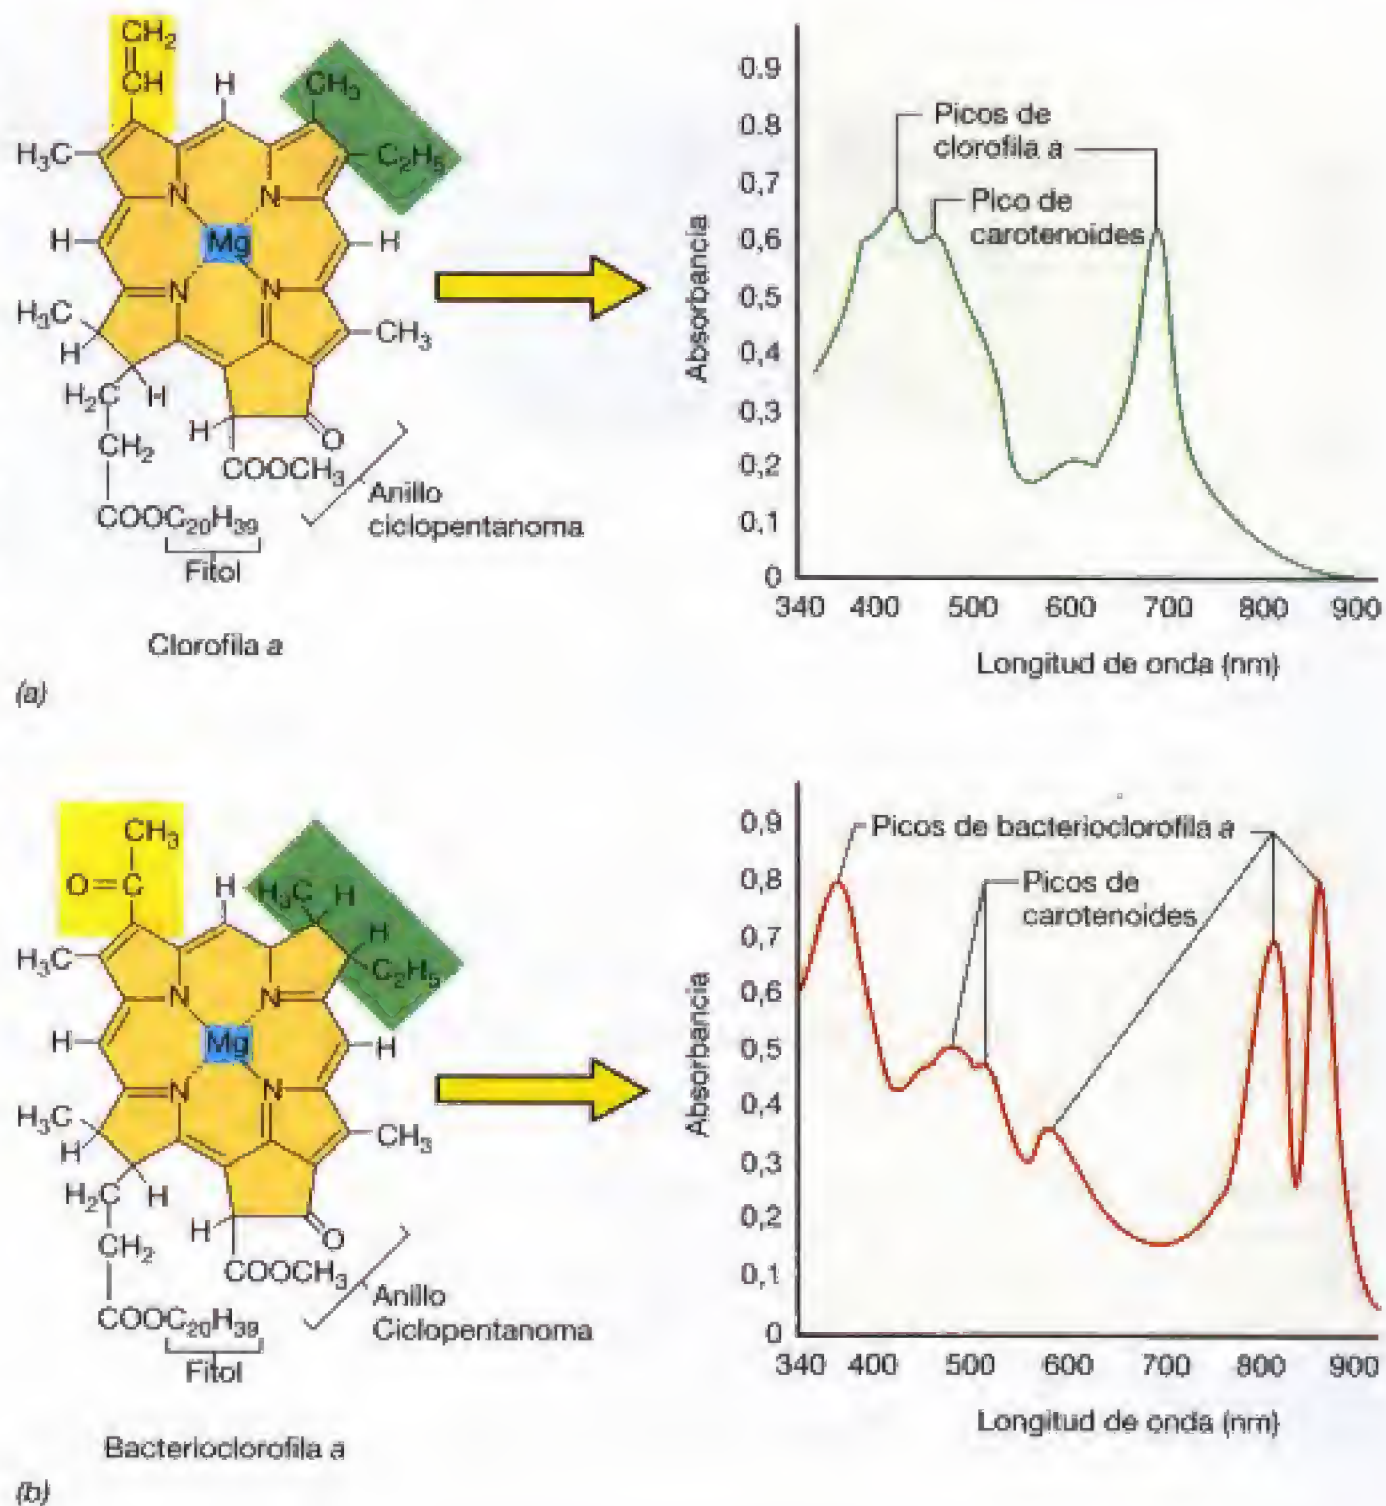 CH₂
CH
H
CH₃
H₃C
C₂H₅
N
N
H
Mg
H
N
N
H₃C
H
CH₃
H₂C
H
H
O
CH₂
COOCH₃
Anillo
ciclopentanoma
COOC₂₀H₃₉
Fitol
Clorofila a
(a)
Absorbancia
0.9
0.8
0,7
0,6
0,5
0,4
0,3
0,2
0.1
0
Picos de
clorofila a
Pico de
carotenoides
340 400 500 600 700 800 900
Longitud de onda (nm)
CH₃
O=C
H
H₃C
H
H
H₃C
C₂H₅
N
N
H
Mg
H
N
N
H₃C
H
CH₃
H₂C
H
H
O
CH₂
COOCH₃
Anillo
Ciclopentanoma
COOC₂₀H₃₉
Fitol
Bacterioclorofila a
(b)
Absorbancia
0,9
0,8
0,7
0,6
0,5
0,4
0,3
0,2
0,1
0
Picos de bacterioclorofila a
Picos de
carotenoides
340 400 500 600 700 800 900
Longitud de onda (nm)